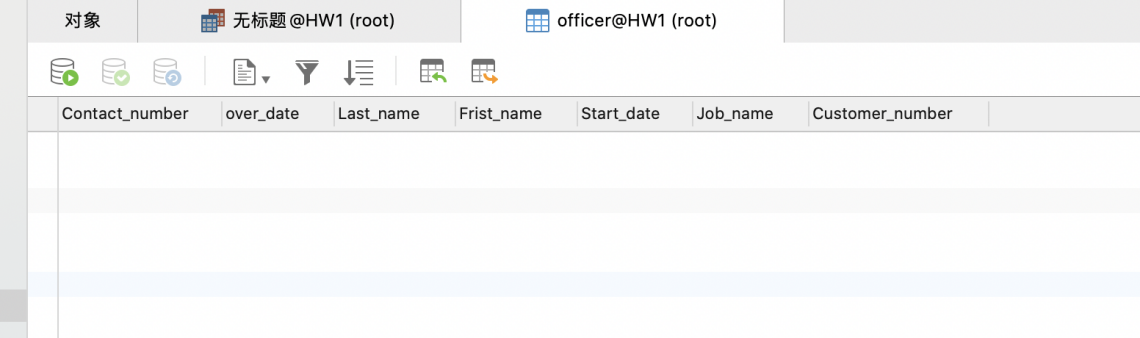 对象 无标题@HW1 (root) officer@HW1 (root)
Contact_number over_date Last_name Frist_name Start_date Job_name Customer_number